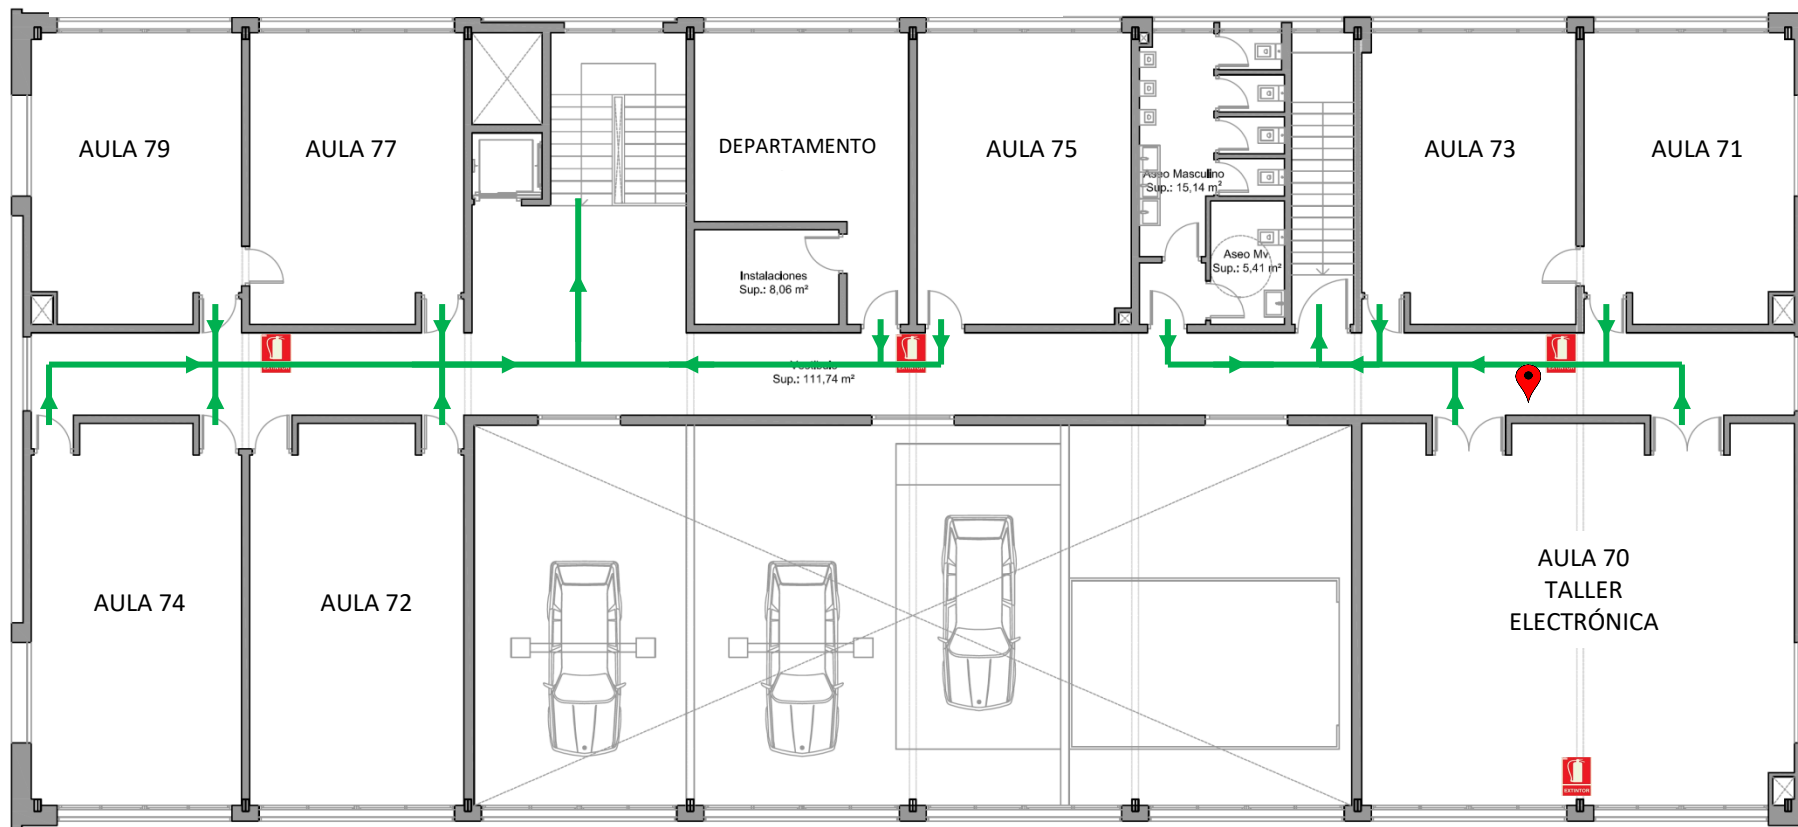 AULA 79
AULA 77
DEPARTAMENTO
AULA 75
Aseo Masculino
Sup.: 15,14 m²
AULA 73
AULA 71
Instalaciones
Sup.: 8,06 m²
Aseo Mv.
Sup.: 5,41 m²
Vestíbulo
Sup.: 111,74 m²
AULA 74
AULA 72
AULA 70
TALLER
ELECTRÓNICA
EXTINTOR